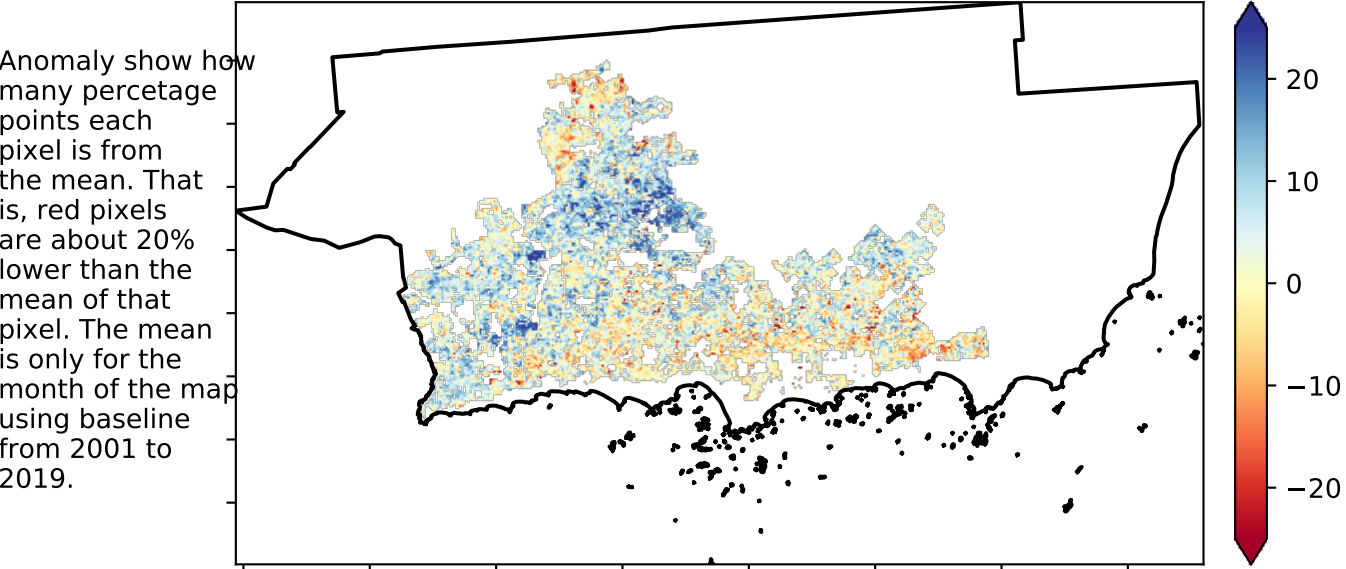 Anomaly show how
many percetage
points each
pixel is from
the mean. That
is, red pixels
are about 20%
lower than the
mean of that
pixel. The mean
is only for the
month of the map
using baseline
from 2001 to
2019.
20
10
0
−10
−20